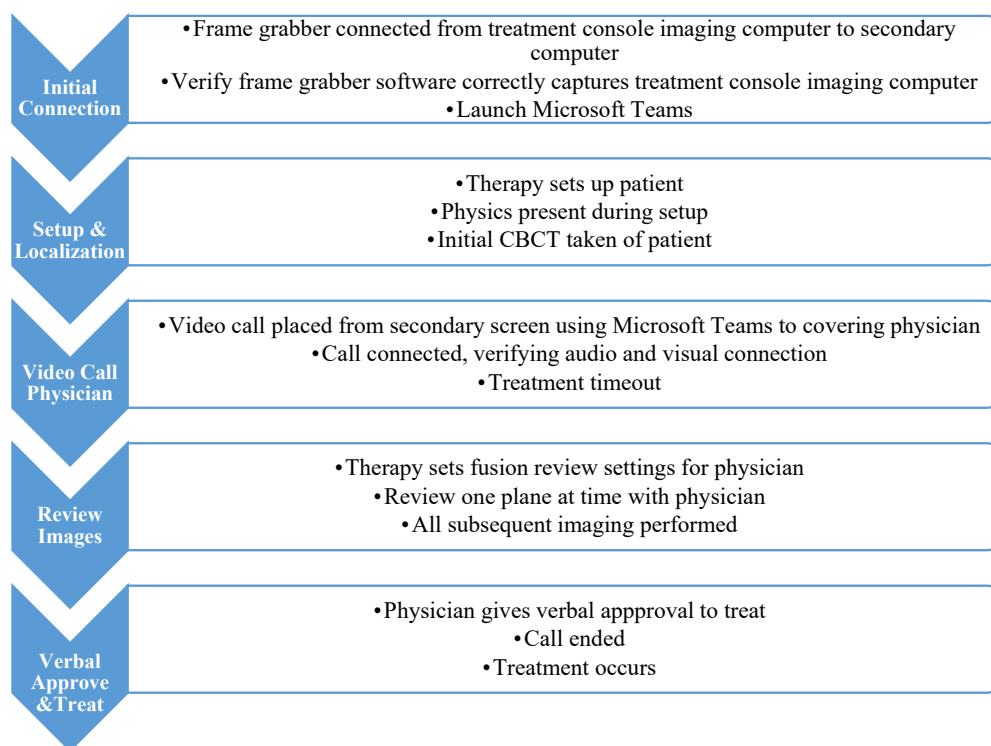 Initial
Connection
•Frame grabber connected from treatment console imaging computer to secondary
computer
•Verify frame grabber software correctly captures treatment console imaging computer
•Launch Microsoft Teams
Setup &
Localization
•Therapy sets up patient
•Physics present during setup
•Initial CBCT taken of patient
Video Call
Physician
•Video call placed from secondary screen using Microsoft Teams to covering physician
•Call connected, verifying audio and visual connection
•Treatment timeout
Review
Images
•Therapy sets fusion review settings for physician
•Review one plane at time with physician
•All subsequent imaging performed
Verbal
Approve
&Treat
•Physician gives verbal appproval to treat
•Call ended
•Treatment occurs